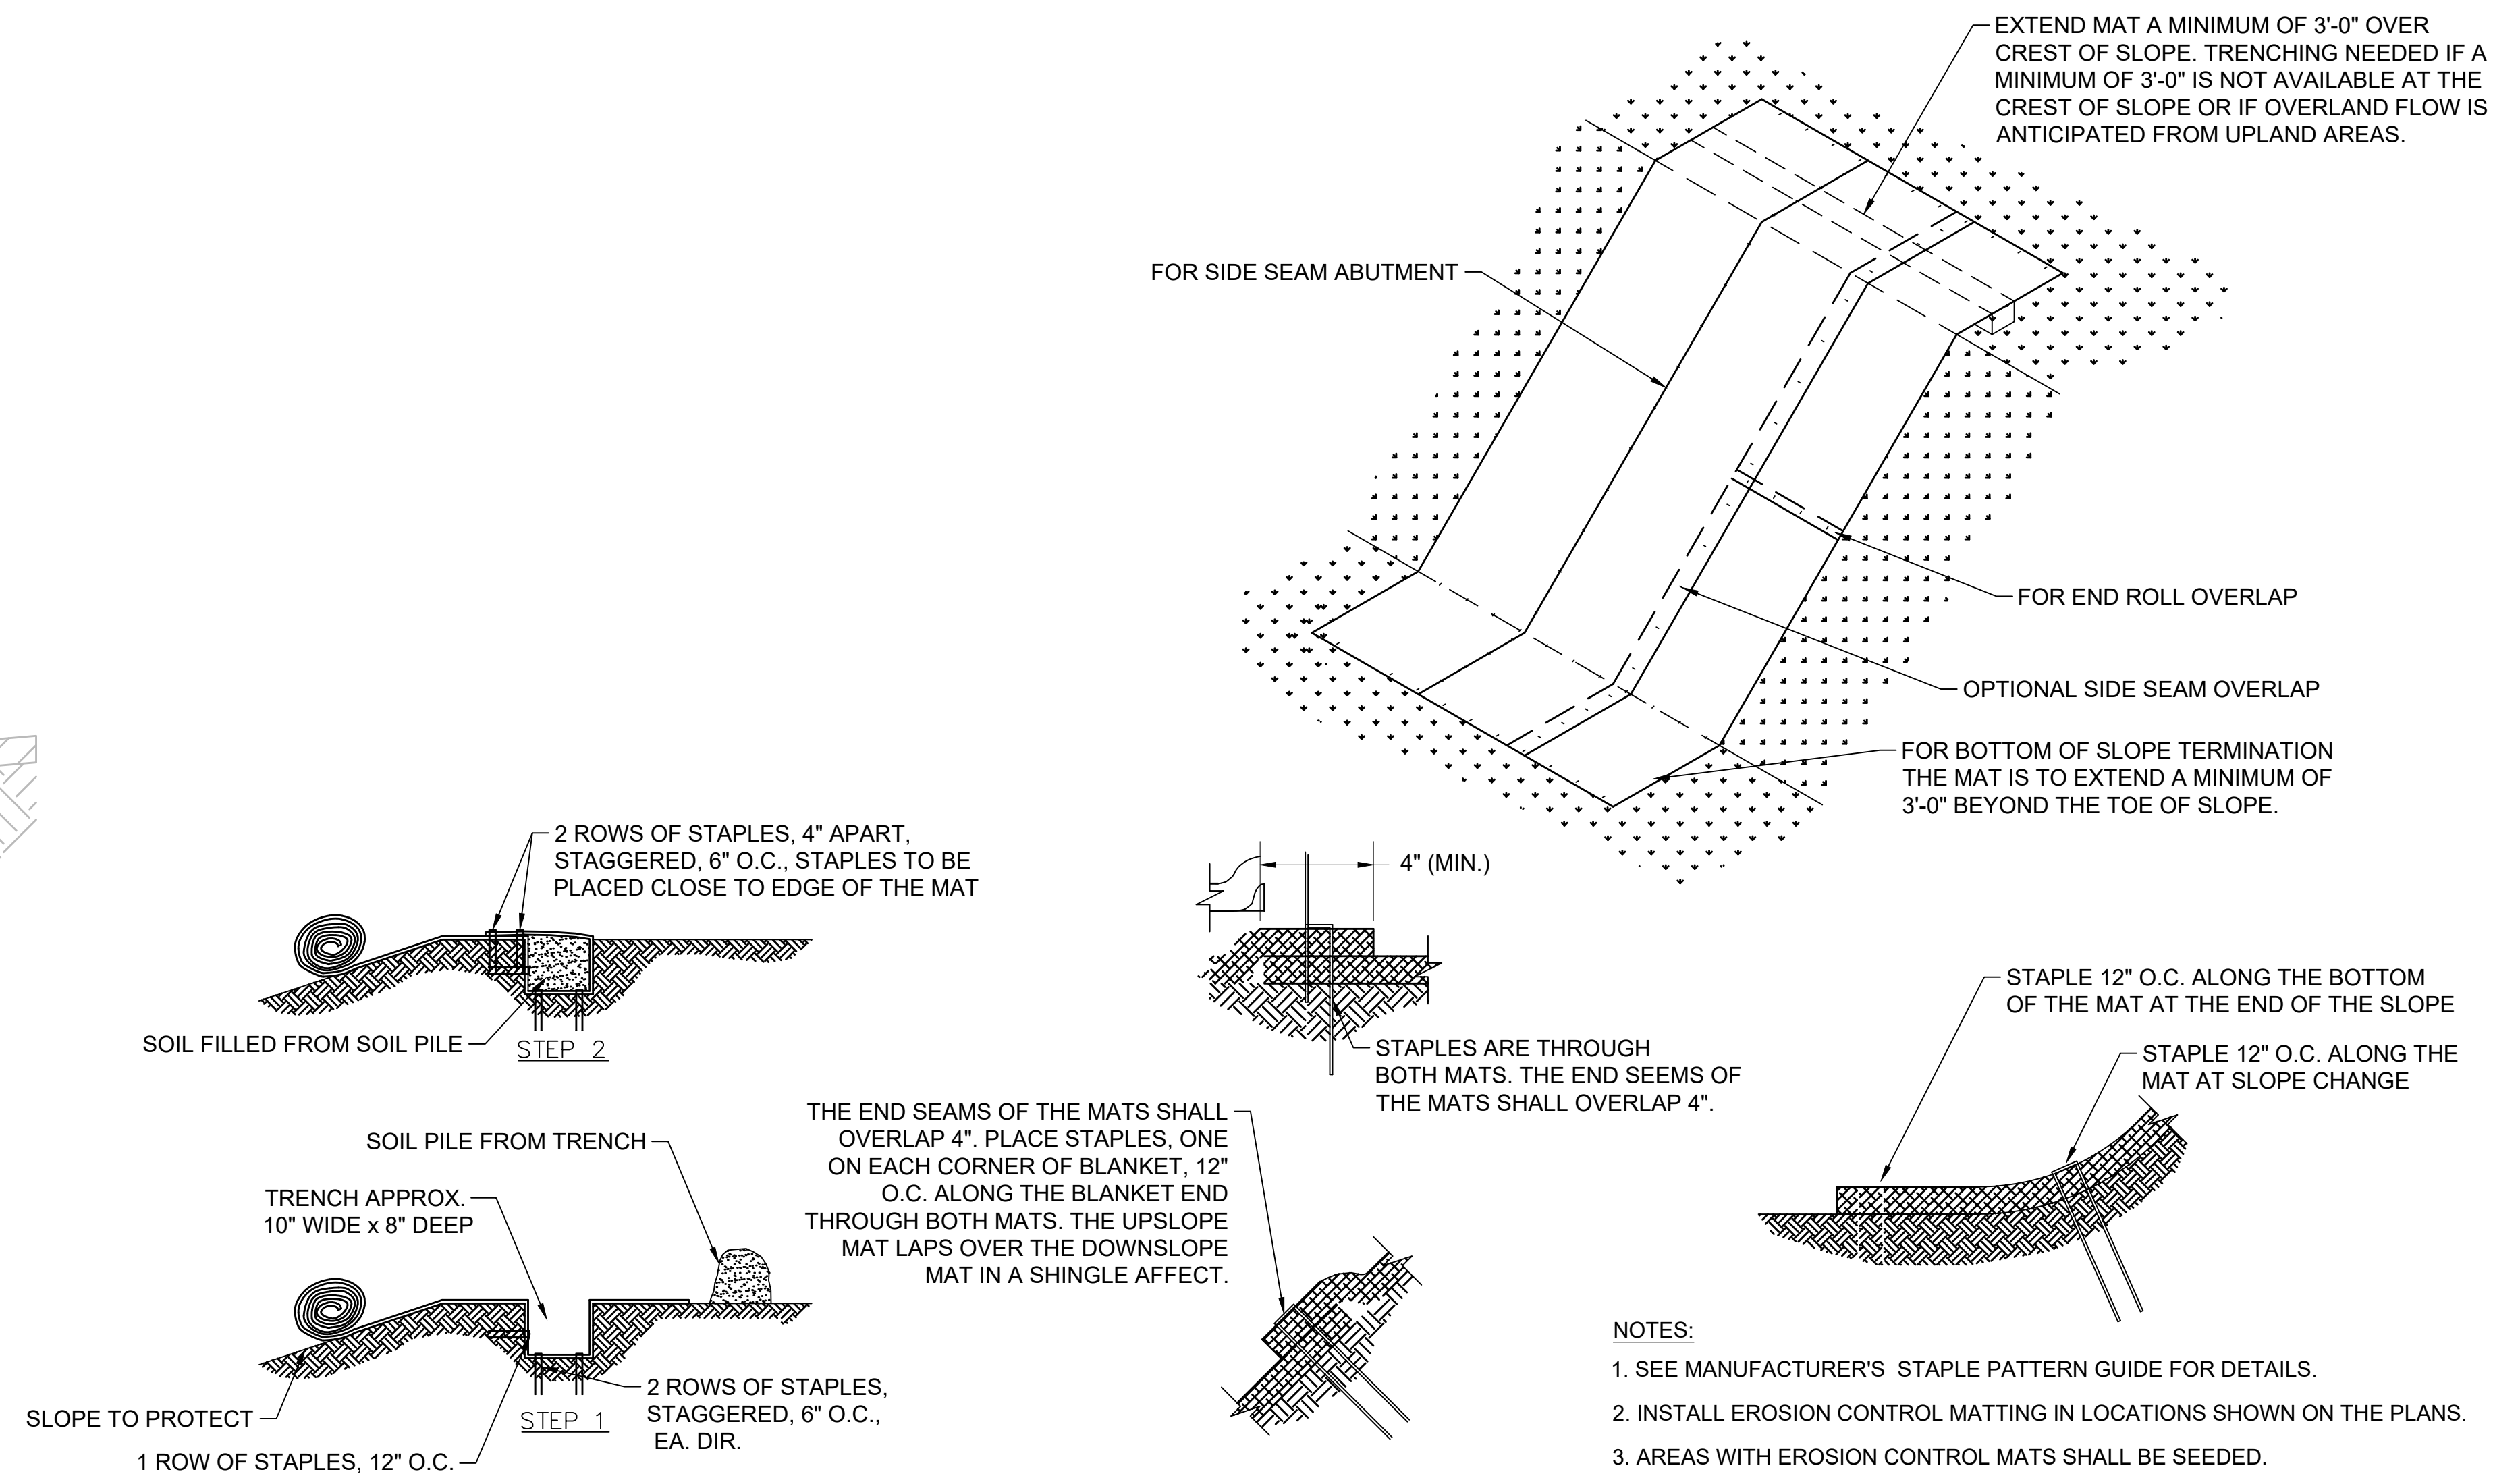 EXTEND MAT A MINIMUM OF 3'-0" OVER
CREST OF SLOPE. TRENCHING NEEDED IF A
MINIMUM OF 3'-0" IS NOT AVAILABLE AT THE
CREST OF SLOPE OR IF OVERLAND FLOW IS
ANTICIPATED FROM UPLAND AREAS.
FOR SIDE SEAM ABUTMENT
FOR END ROLL OVERLAP
OPTIONAL SIDE SEAM OVERLAP
FOR BOTTOM OF SLOPE TERMINATION
THE MAT IS TO EXTEND A MINIMUM OF
3'-0" BEYOND THE TOE OF SLOPE.
2 ROWS OF STAPLES, 4" APART,
STAGGERED, 6" O.C., STAPLES TO BE
PLACED CLOSE TO EDGE OF THE MAT
SOIL FILLED FROM SOIL PILE
STEP 2
4" (MIN.)
STAPLES ARE THROUGH
BOTH MATS. THE END SEEMS OF
THE MATS SHALL OVERLAP 4".
STAPLE 12" O.C. ALONG THE BOTTOM
OF THE MAT AT THE END OF THE SLOPE
STAPLE 12" O.C. ALONG THE
MAT AT SLOPE CHANGE
SOIL PILE FROM TRENCH
TRENCH APPROX.
10" WIDE x 8" DEEP
SLOPE TO PROTECT
1 ROW OF STAPLES, 12" O.C.
STEP 1
2 ROWS OF STAPLES,
STAGGERED, 6" O.C.,
EA. DIR.
THE END SEAMS OF THE MATS SHALL
OVERLAP 4". PLACE STAPLES, ONE
ON EACH CORNER OF BLANKET, 12"
O.C. ALONG THE BLANKET END
THROUGH BOTH MATS. THE UPSLOPE
MAT LAPS OVER THE DOWNSLOPE
MAT IN A SHINGLE AFFECT.
NOTES:
1. SEE MANUFACTURER'S STAPLE PATTERN GUIDE FOR DETAILS.
2. INSTALL EROSION CONTROL MATTING IN LOCATIONS SHOWN ON THE PLANS.
3. AREAS WITH EROSION CONTROL MATS SHALL BE SEEDED.